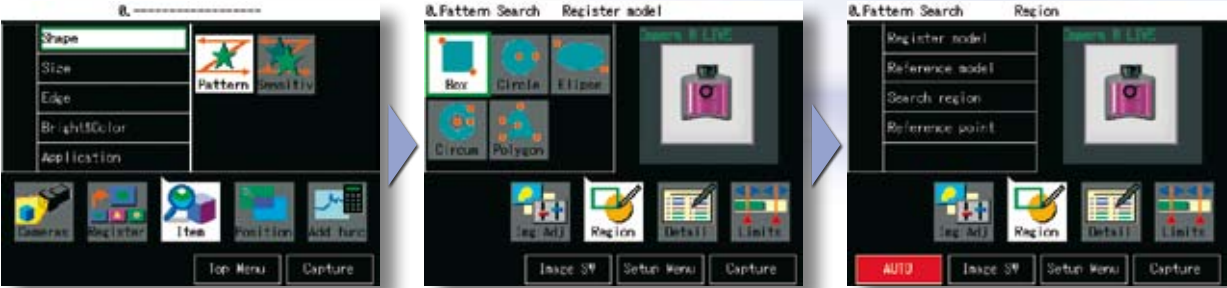 0.--------------------
Shape
Size
Edge
Bright&Color
Application
Pattern Sensitiv
Cameras Register Item Position Add func
Top Menu Capture
0.Pattern Search Register model
Camera A LIVE
Box Circle Elipse
Circum Polygon
Img Adj Region Detail Limits
Image SW Setup Menu Capture
0.Pattern Search Region
Camera A LIVE
Register model
Reference model
Search region
Reference point
Img Adj Region Detail Limits
AUTO Image SW Setup Menu Capture